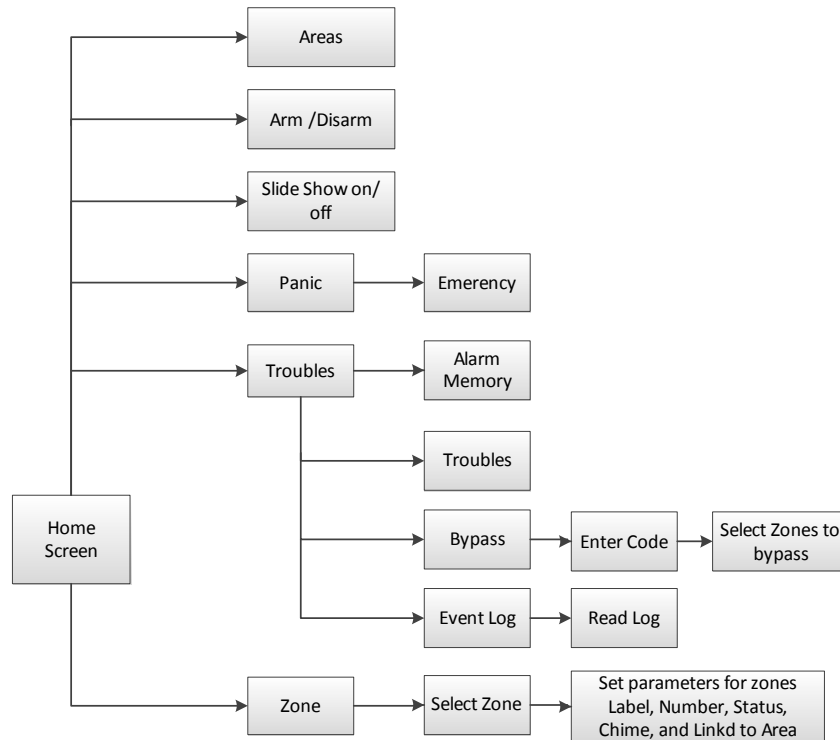 Areas
Arm /Disarm
Slide Show on/
off
Panic
Emerency
Troubles
Alarm
Memory
Troubles
Home
Screen
Bypass
Enter Code
Select Zones to
bypass
Event Log
Read Log
Zone
Select Zone
Set parameters for zones
Label, Number, Status,
Chime, and Linkd to Area